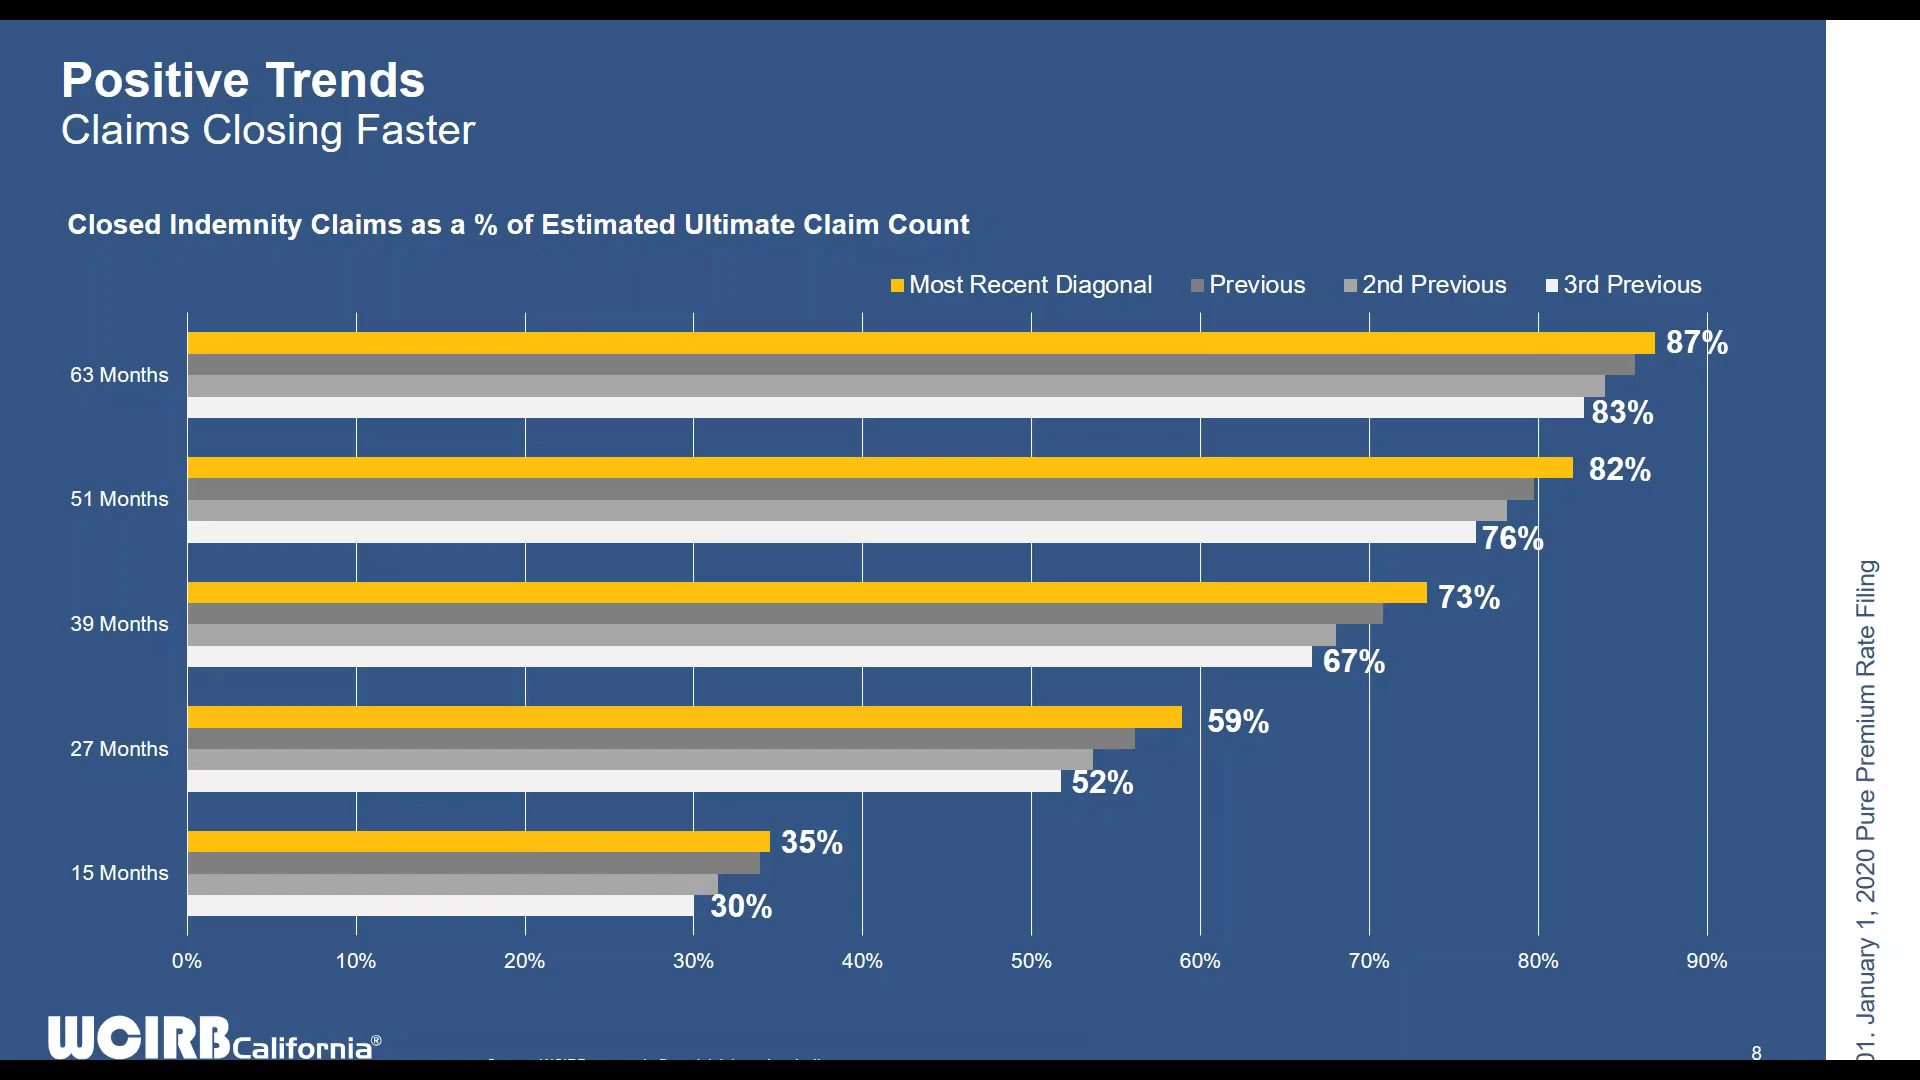 Positive Trends
Claims Closing Faster
Closed Indemnity Claims as a % of Estimated Ultimate Claim Count
Most Recent Diagonal Previous 2nd Previous 3rd Previous
63 Months
87%
83%
51 Months
82%
76%
39 Months
73%
67%
27 Months
59%
52%
15 Months
35%
30%
0% 10% 20% 30% 40% 50% 60% 70% 80% 90%
WCIRB California®
8
01. January 1, 2020 Pure Premium Rate Filing